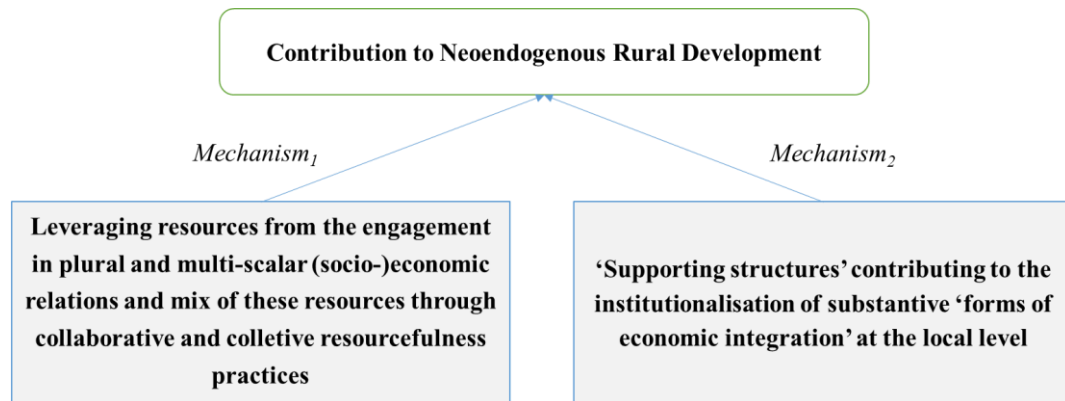 Contribution to Neoendogenous Rural Development
Mechanism₁
Mechanism₂
Leveraging resources from the engagement
in plural and multi-scalar (socio-)economic
relations and mix of these resources through
collaborative and colletive resourcefulness
practices
‘Supporting structures’ contributing to the
institutionalisation of substantive ‘forms of
economic integration’ at the local level